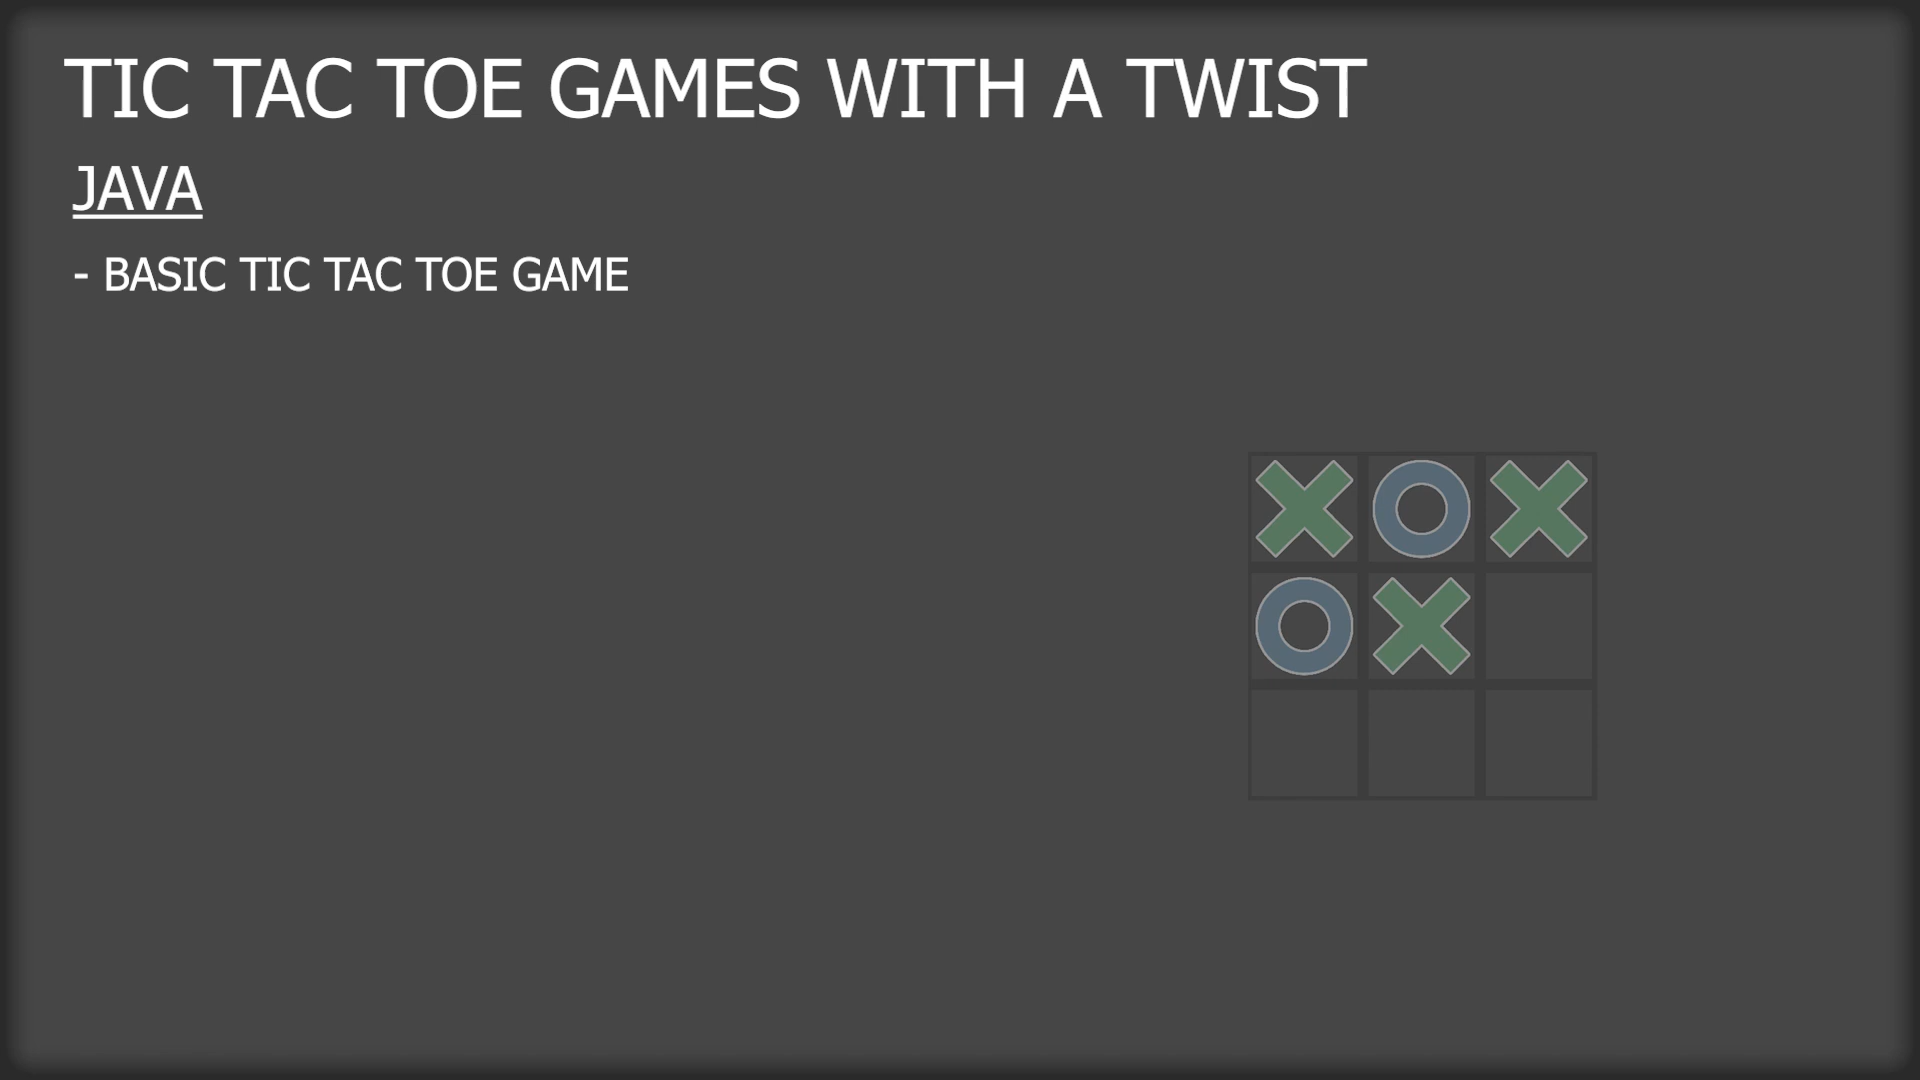 TIC TAC TOE GAMES WITH A TWIST
JAVA
- BASIC TIC TAC TOE GAME
X O X
O X